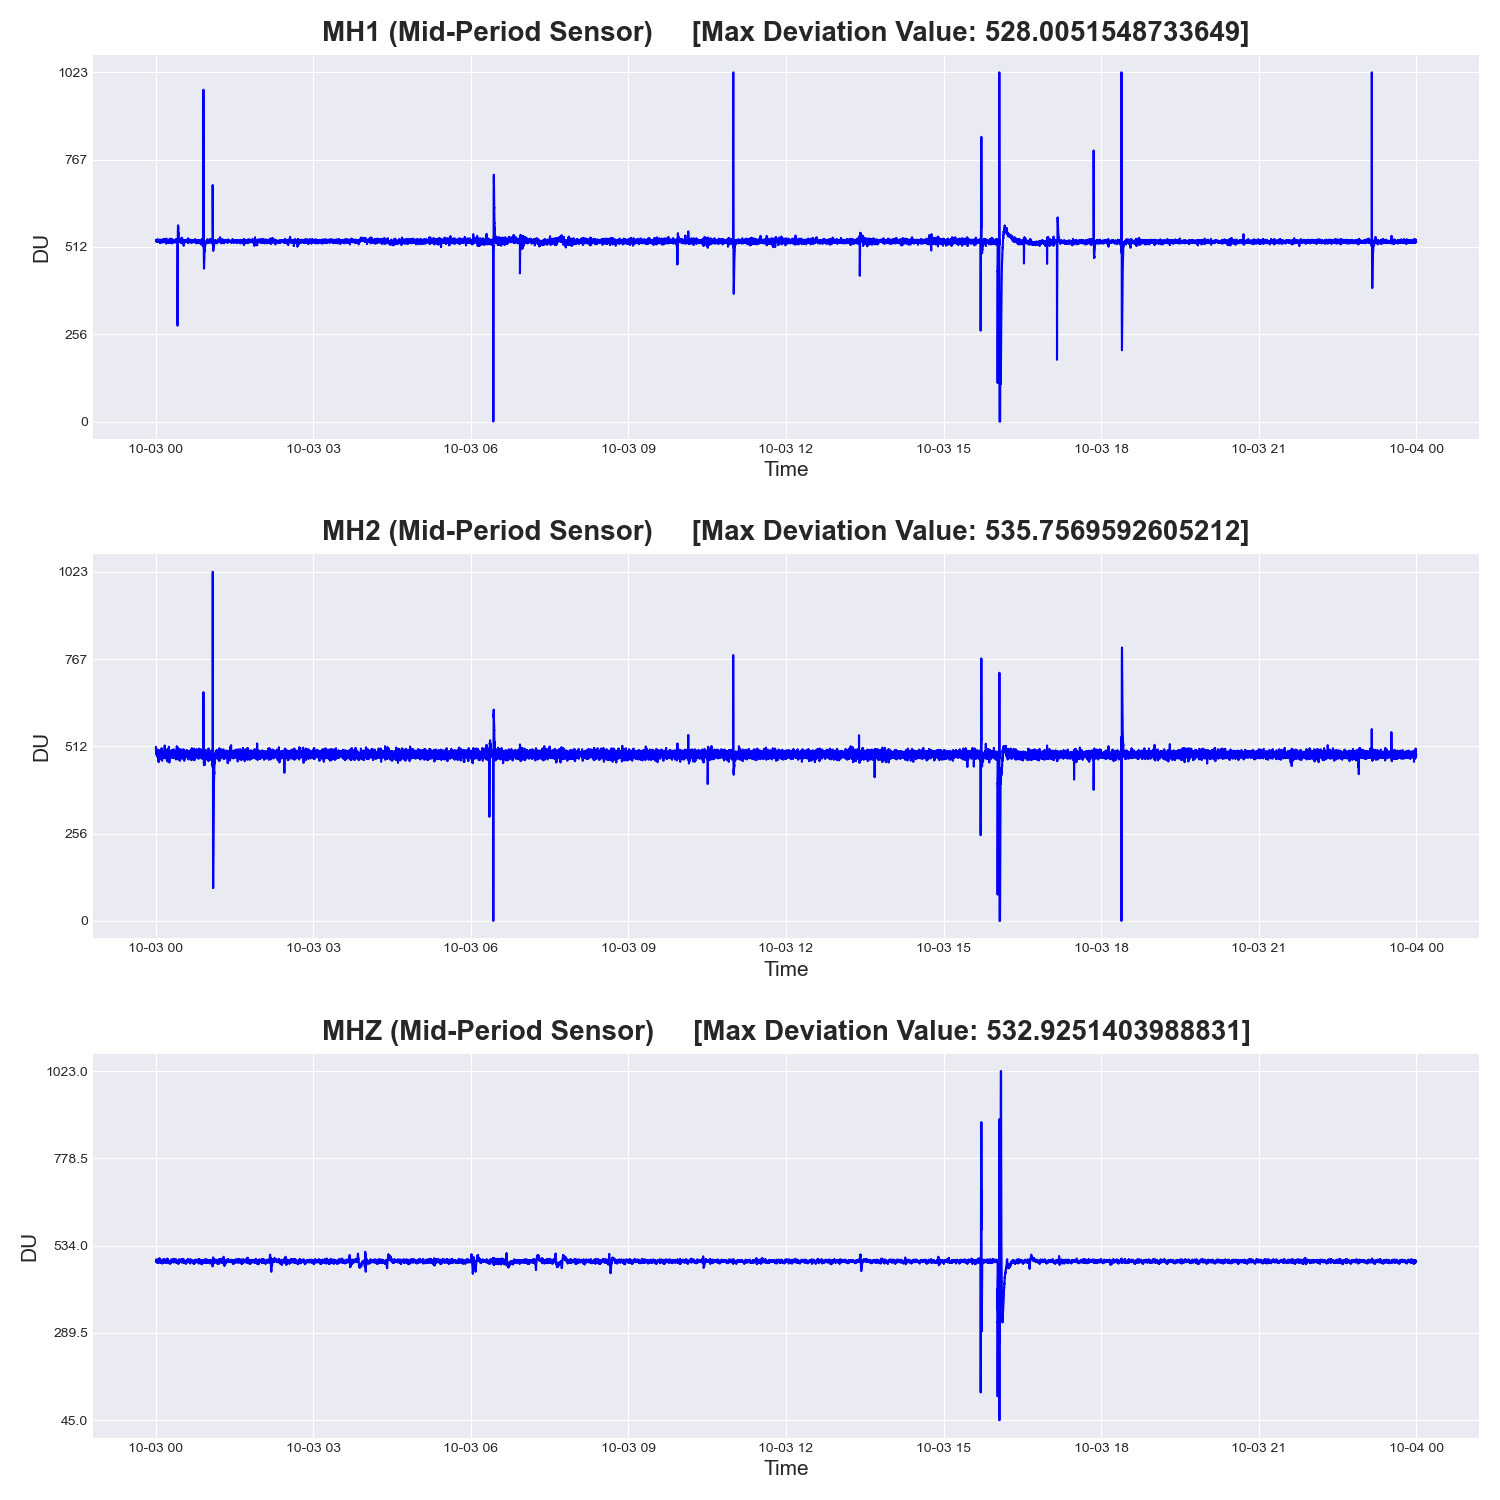 MH1 (Mid-Period Sensor) [Max Deviation Value: 528.0051548733649]
1023
767
512
256
0
DU
10-03 00 10-03 03 10-03 06 10-03 09 10-03 12 10-03 15 10-03 18 10-03 21 10-04 00
Time
MH2 (Mid-Period Sensor) [Max Deviation Value: 535.7569592605212]
1023
767
512
256
0
DU
10-03 00 10-03 03 10-03 06 10-03 09 10-03 12 10-03 15 10-03 18 10-03 21 10-04 00
Time
MHZ (Mid-Period Sensor) [Max Deviation Value: 532.9251403988831]
1023.0
778.5
534.0
289.5
45.0
DU
10-03 00 10-03 03 10-03 06 10-03 09 10-03 12 10-03 15 10-03 18 10-03 21 10-04 00
Time